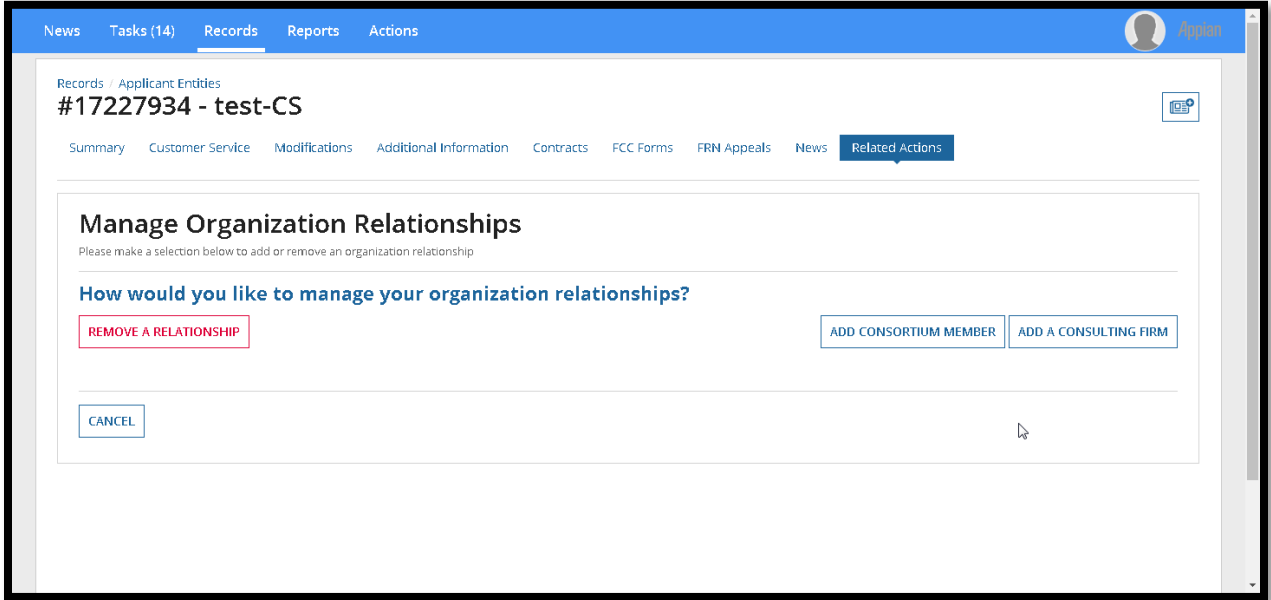 News Tasks (14) Records Reports Actions Appian
Records / Applicant Entities
#17227934 - test-CS
Summary Customer Service Modifications Additional Information Contracts FCC Forms FRN Appeals News Related Actions
Manage Organization Relationships
Please make a selection below to add or remove an organization relationship
How would you like to manage your organization relationships?
REMOVE A RELATIONSHIP ADD CONSORTIUM MEMBER ADD A CONSULTING FIRM
CANCEL